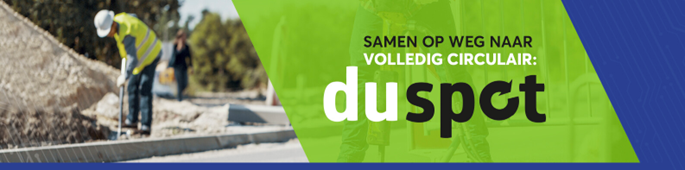 SAMEN OP WEG NAAR
VOLLEDIG CIRCULAIR:
duspot